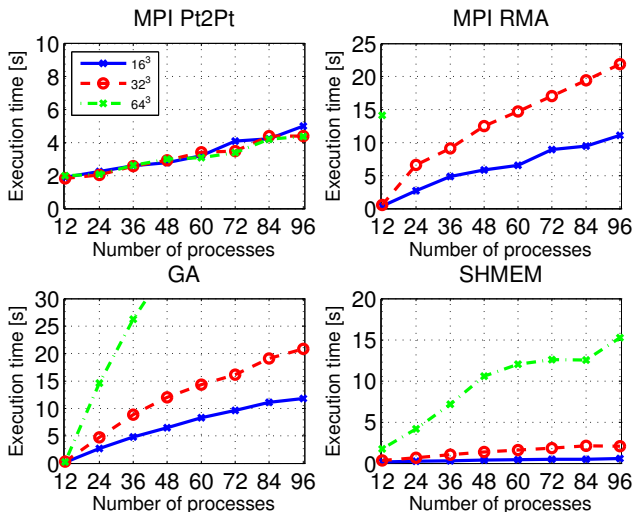 MPI Pt2Pt
Execution time [s]
10
8
6
4
2
0
16³
32³
64³
12 24 36 48 60 72 84 96
Number of processes
MPI RMA
Execution time [s]
25
20
15
10
5
0
12 24 36 48 60 72 84 96
Number of processes
GA
Execution time [s]
30
25
20
15
10
5
0
12 24 36 48 60 72 84 96
Number of processes
SHMEM
Execution time [s]
20
15
10
5
0
12 24 36 48 60 72 84 96
Number of processes